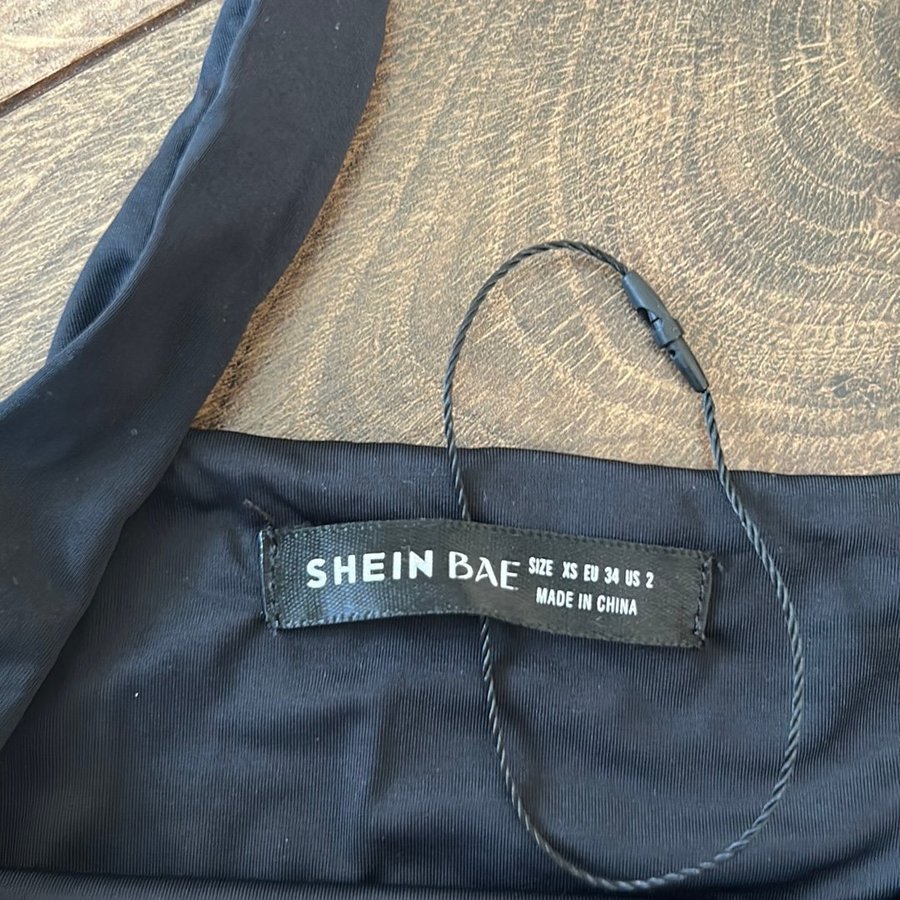 SHEIN BAE SIZE XS EU 34 US 2
MADE IN CHINA